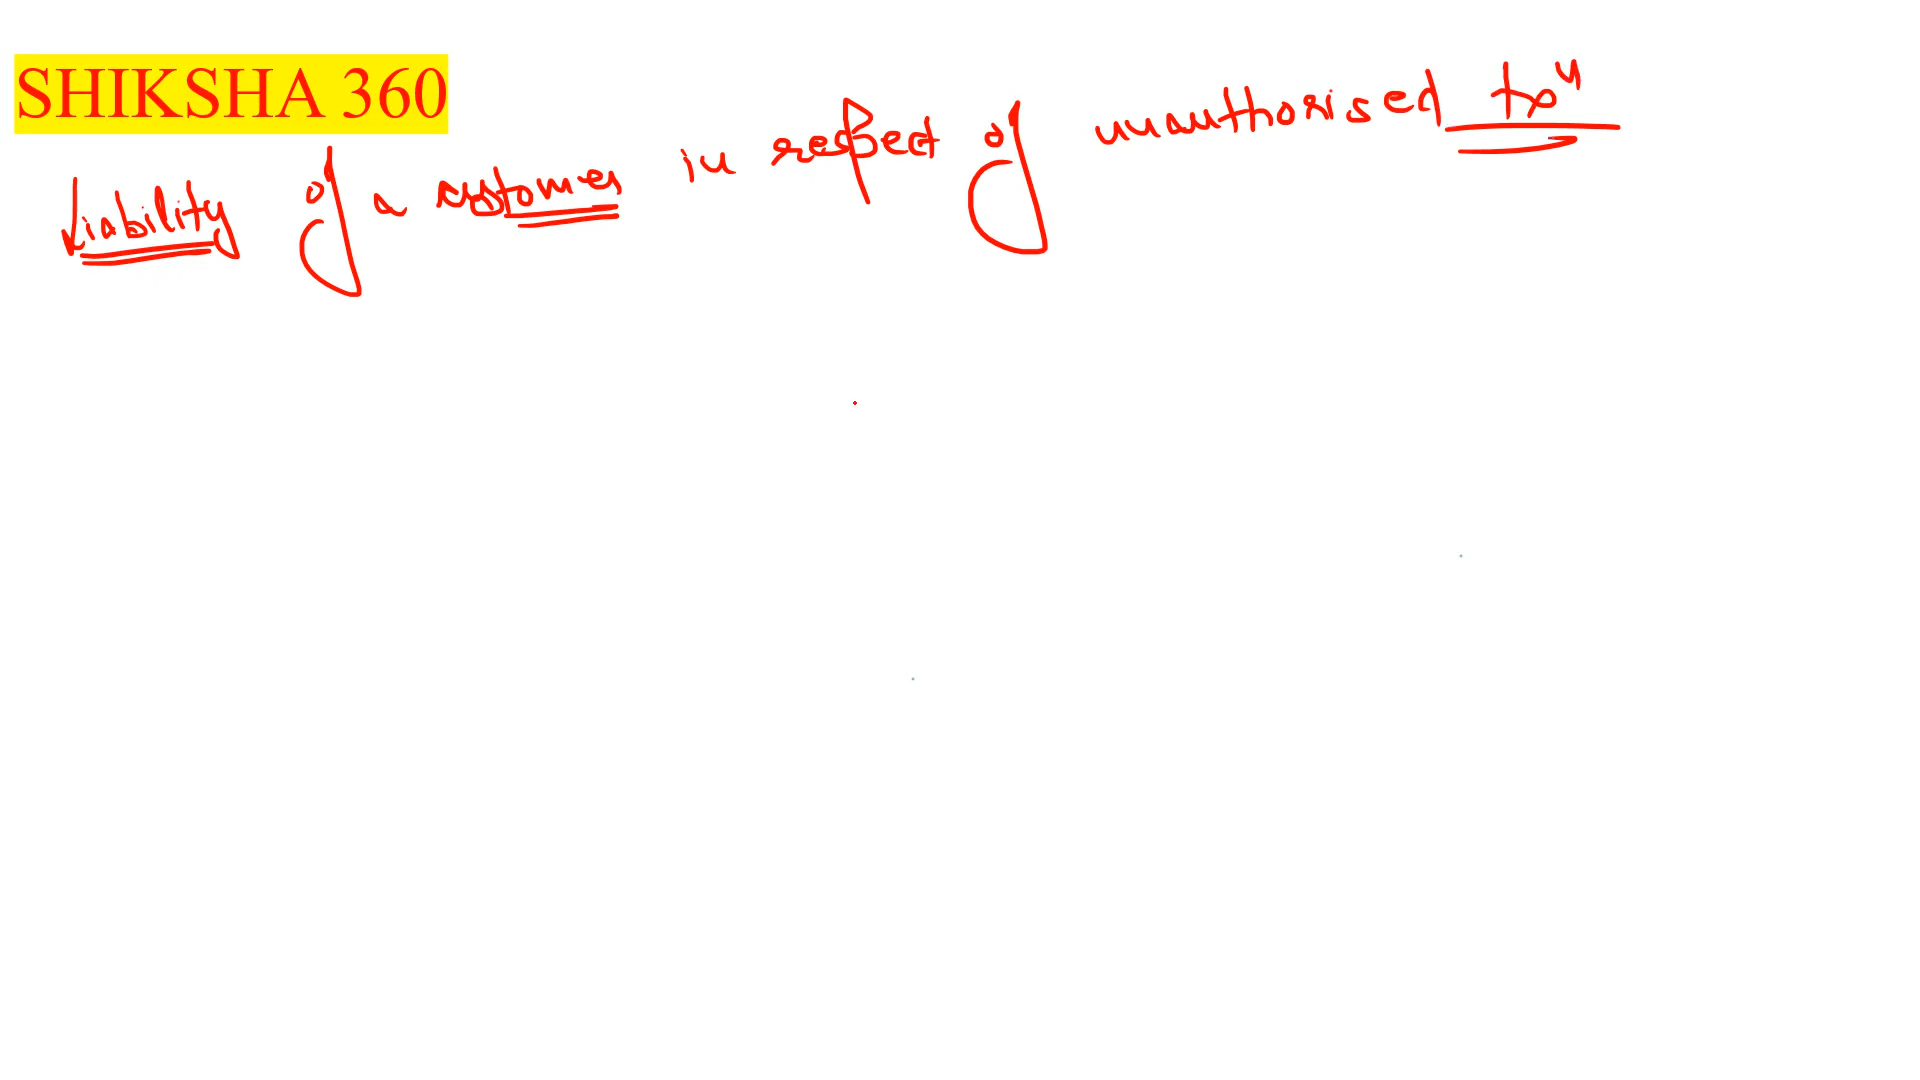 SHIKSHA 360
Liability of a customer in respect of unauthorised txn